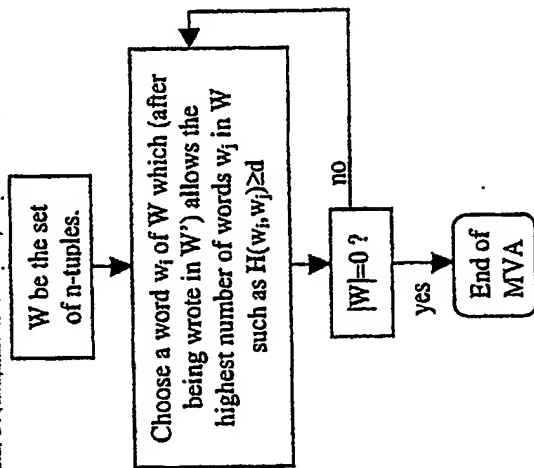 W be the set
of n-tuples.
Choose a word wᵢ of W which (after
being wrote in W’) allows the
highest number of words wⱼ in W
such as H(wᵢ,wⱼ)≥d
no
|W|=0 ?
yes
End of
MVA